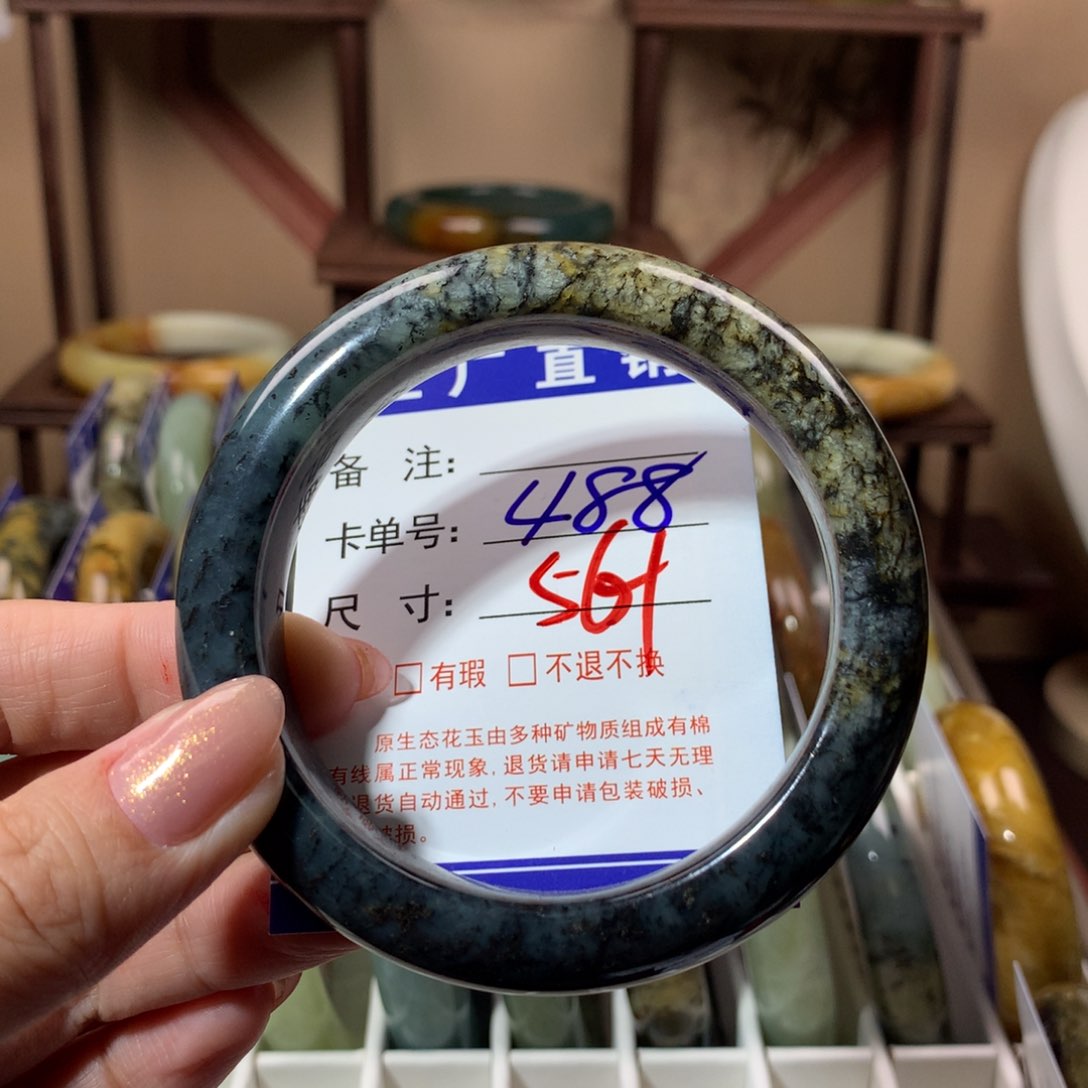 厂直销
备 注:
卡单号: 488
尺 寸: 561
□有瑕 □不退不换
原生态花玉由多种矿物质组成有棉
有线属正常现象,退货请申请七天无理
退货自动通过,不要申请包装破损、
破损。